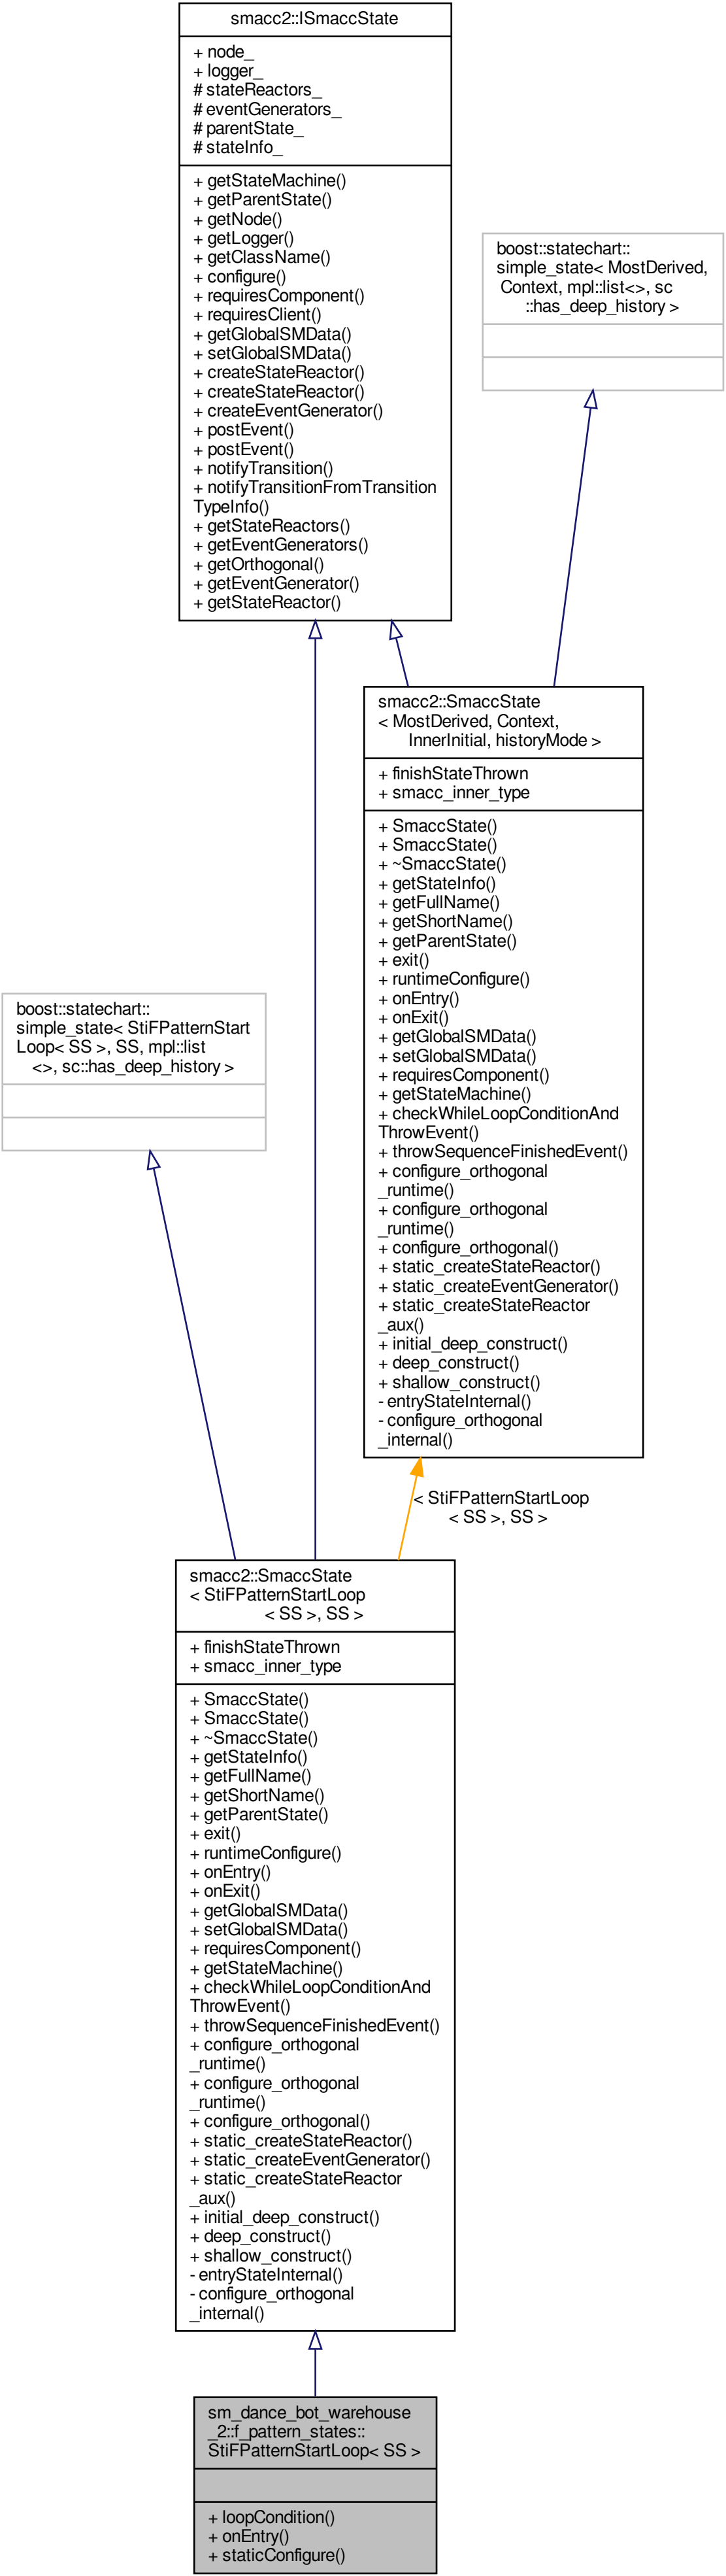 smacc2::ISmaccState
+ node_
+ logger_
# stateReactors_
# eventGenerators_
# parentState_
# stateInfo_
+ getStateMachine()
+ getParentState()
+ getNode()
+ getLogger()
+ getClassName()
+ configure()
+ requiresComponent()
+ requiresClient()
+ getGlobalSMData()
+ setGlobalSMData()
+ createStateReactor()
+ createStateReactor()
+ createEventGenerator()
+ postEvent()
+ postEvent()
+ notifyTransition()
+ notifyTransitionFromTransition
TypeInfo()
+ getStateReactors()
+ getEventGenerators()
+ getOrthogonal()
+ getEventGenerator()
+ getStateReactor()
boost::statechart::
simple_state< MostDerived,
Context, mpl::list<>, sc
::has_deep_history >
smacc2::SmaccState
< MostDerived, Context,
InnerInitial, historyMode >
+ finishStateThrown
+ smacc_inner_type
+ SmaccState()
+ SmaccState()
+ ~SmaccState()
+ getStateInfo()
+ getFullName()
+ getShortName()
+ getParentState()
+ exit()
+ runtimeConfigure()
+ onEntry()
+ onExit()
+ getGlobalSMData()
+ setGlobalSMData()
+ requiresComponent()
+ getStateMachine()
+ checkWhileLoopConditionAnd
ThrowEvent()
+ throwSequenceFinishedEvent()
+ configure_orthogonal
_runtime()
+ configure_orthogonal
_runtime()
+ configure_orthogonal()
+ static_createStateReactor()
+ static_createEventGenerator()
+ static_createStateReactor
_aux()
+ initial_deep_construct()
+ deep_construct()
+ shallow_construct()
- entryStateInternal()
- configure_orthogonal
_internal()
boost::statechart::
simple_state< StiFPatternStart
Loop< SS >, SS, mpl::list
<>, sc::has_deep_history >
< StiFPatternStartLoop
< SS >, SS >
smacc2::SmaccState
< StiFPatternStartLoop
< SS >, SS >
+ finishStateThrown
+ smacc_inner_type
+ SmaccState()
+ SmaccState()
+ ~SmaccState()
+ getStateInfo()
+ getFullName()
+ getShortName()
+ getParentState()
+ exit()
+ runtimeConfigure()
+ onEntry()
+ onExit()
+ getGlobalSMData()
+ setGlobalSMData()
+ requiresComponent()
+ getStateMachine()
+ checkWhileLoopConditionAnd
ThrowEvent()
+ throwSequenceFinishedEvent()
+ configure_orthogonal
_runtime()
+ configure_orthogonal
_runtime()
+ configure_orthogonal()
+ static_createStateReactor()
+ static_createEventGenerator()
+ static_createStateReactor
_aux()
+ initial_deep_construct()
+ deep_construct()
+ shallow_construct()
- entryStateInternal()
- configure_orthogonal
_internal()
sm_dance_bot_warehouse
_2::f_pattern_states::
StiFPatternStartLoop< SS >
+ loopCondition()
+ onEntry()
+ staticConfigure()